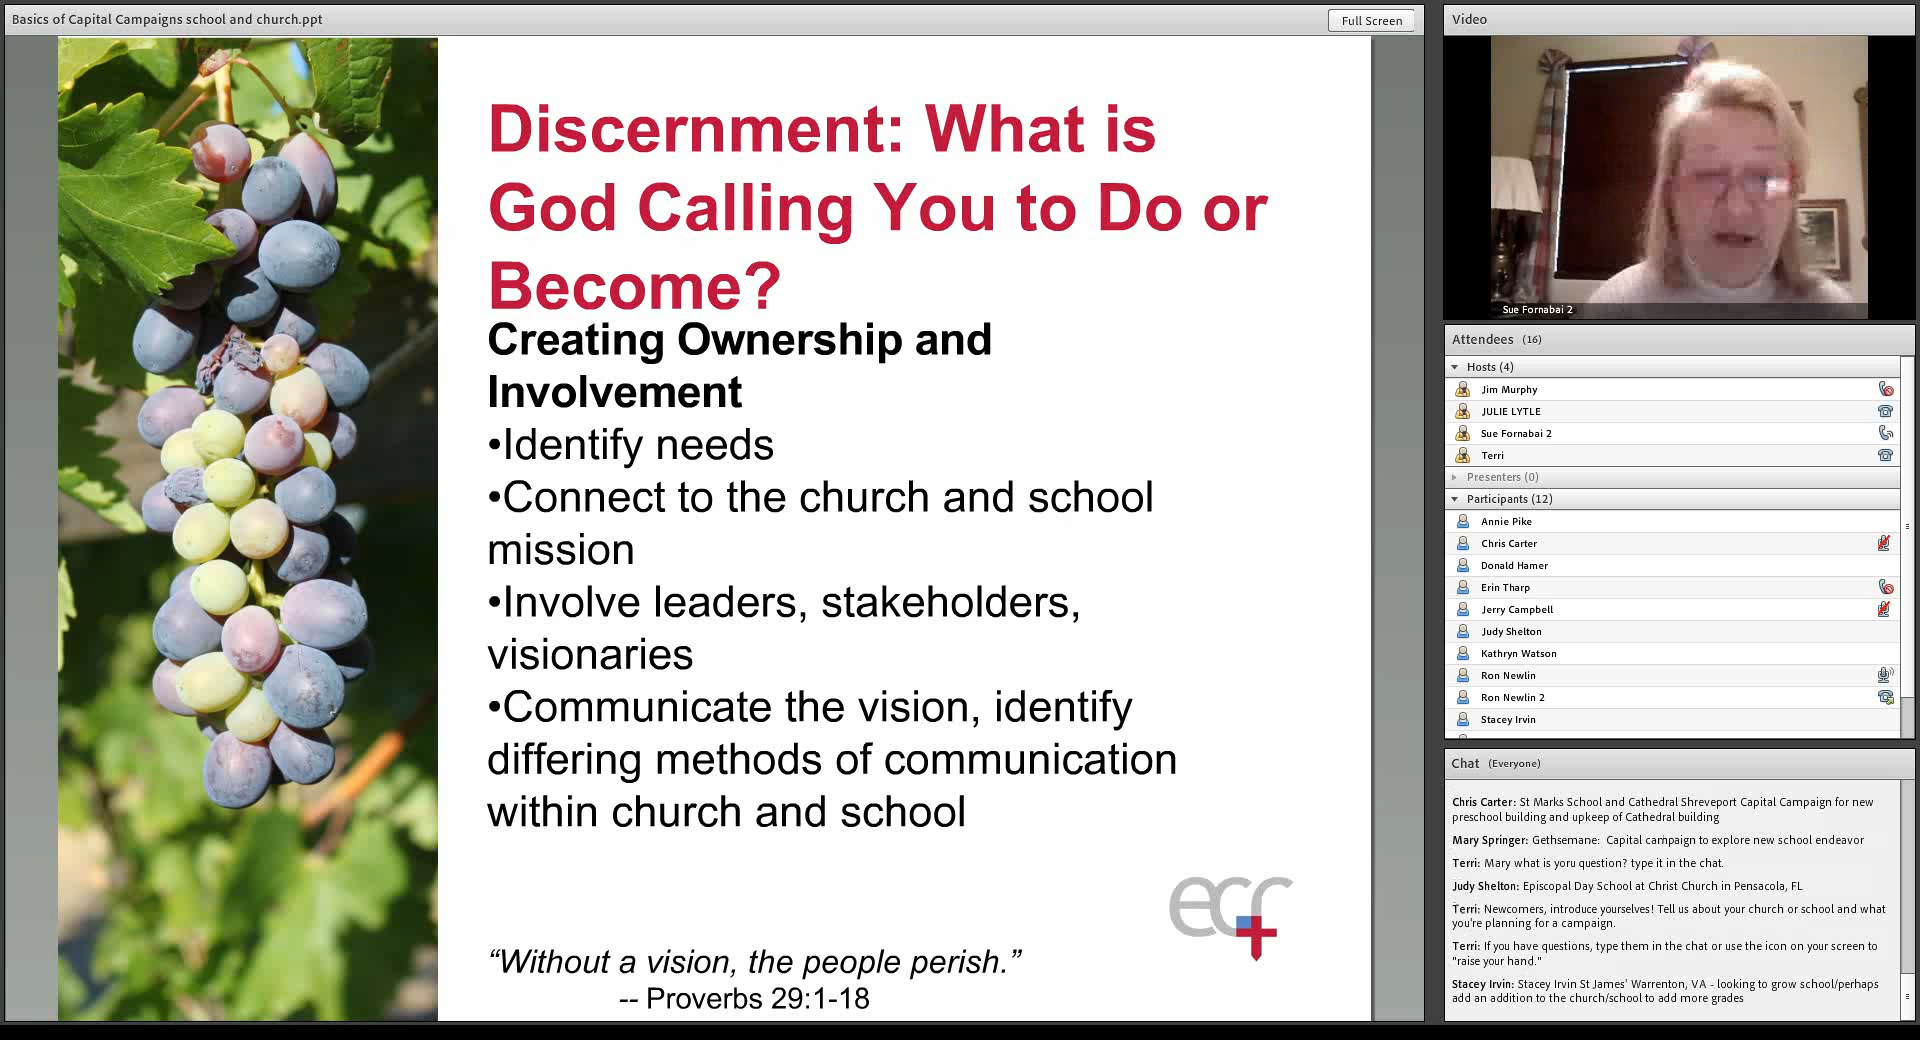 Basics of Capital Campaigns school and church.ppt
Full Screen
Discernment: What is
God Calling You to Do or
Become?
Creating Ownership and
Involvement
•Identify needs
•Connect to the church and school
mission
•Involve leaders, stakeholders,
visionaries
•Communicate the vision, identify
differing methods of communication
within church and school
ecf
“Without a vision, the people perish.”
-- Proverbs 29:1-18
Video
Sue Fornabai 2
Attendees (16)
Hosts (4)
Jim Murphy
JULIE LYTLE
Sue Fornabai 2
Terri
Presenters (0)
Participants (12)
Annie Pike
Chris Carter
Donald Hamer
Erin Tharp
Jerry Campbell
Judy Shelton
Kathryn Watson
Ron Newlin
Ron Newlin 2
Stacey Irvin
Chat (Everyone)
Chris Carter: St Marks School and Cathedral Shreveport Capital Campaign for new
preschool building and upkeep of Cathedral building
Mary Springer: Gethsemane: Capital campaign to explore new school endeavor
Terri: Mary what is yoru question? type it in the chat.
Judy Shelton: Episcopal Day School at Christ Church in Pensacola, FL
Terri: Newcomers, introduce yourselves! Tell us about your church or school and what
you're planning for a campaign.
Terri: If you have questions, type them in the chat or use the icon on your screen to
"raise your hand."
Stacey Irvin: Stacey Irvin St James' Warrenton, VA - looking to grow school/perhaps
add an addition to the church/school to add more grades